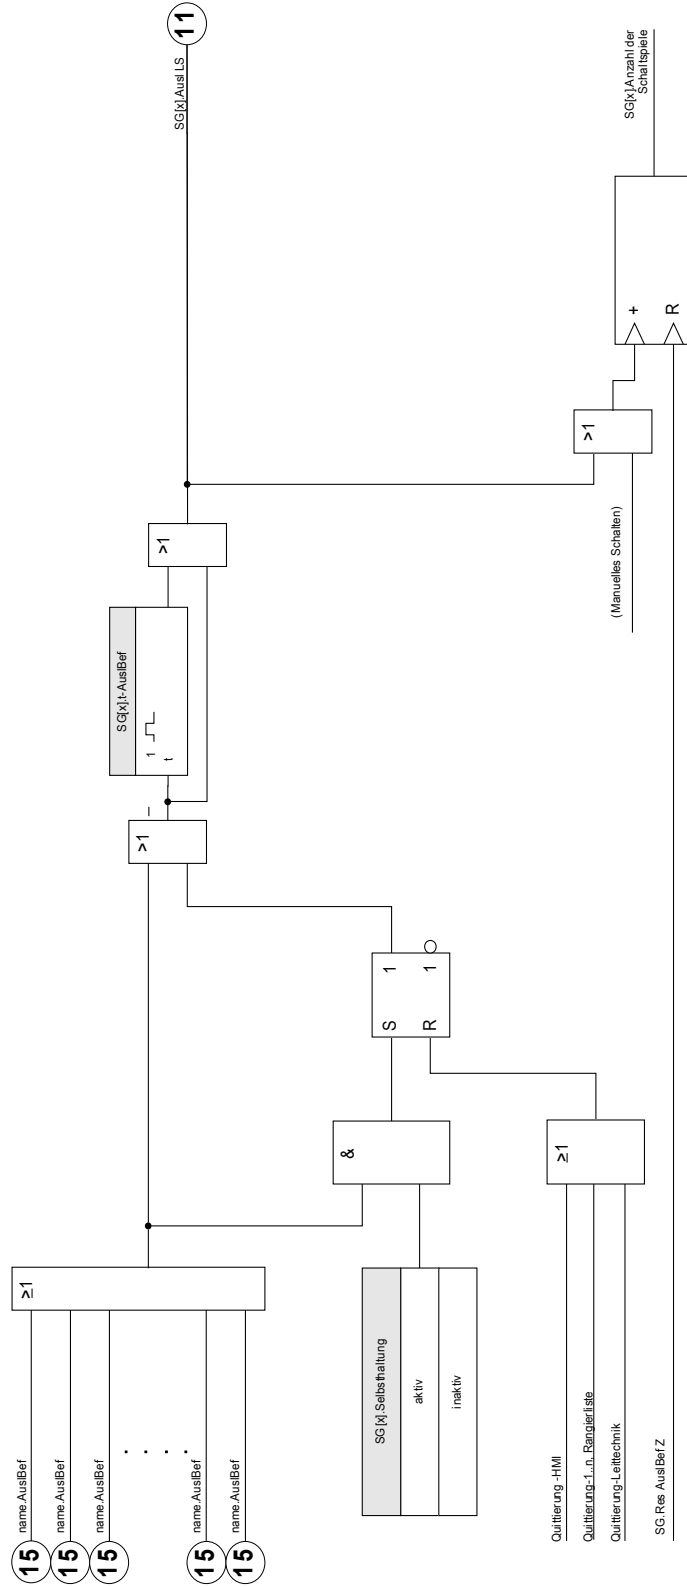 15
name.AuslBef
15
name.AuslBef
15
name.AuslBef
. . . .
15
name.AuslBef
15
name.AuslBef
≥1
SG[x].Selbsthaltung
aktiv
inaktiv
&
Quittierung -HMI
Quittierung-1..n, Rangierliste
Quittierung-Leittechnik
≥1
S 1
R 1
>1
SG[x].t-AuslBef
1
t
>1
SG[x].Ausl LS
11
(Manuelles Schalten)
>1
SG.Res AuslBef Z
+
R
SG[x].Anzahl der
Schaltspiele